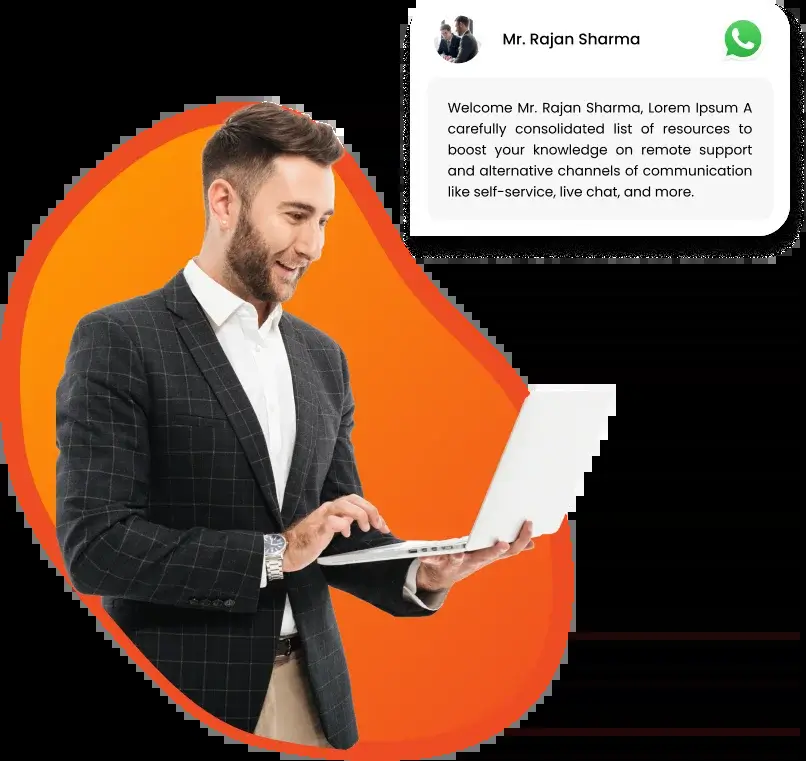 Mr. Rajan Sharma
Welcome Mr. Rajan Sharma, Lorem Ipsum A
carefully consolidated list of resources to
boost your knowledge on remote support
and alternative channels of communication
like self-service, live chat, and more.